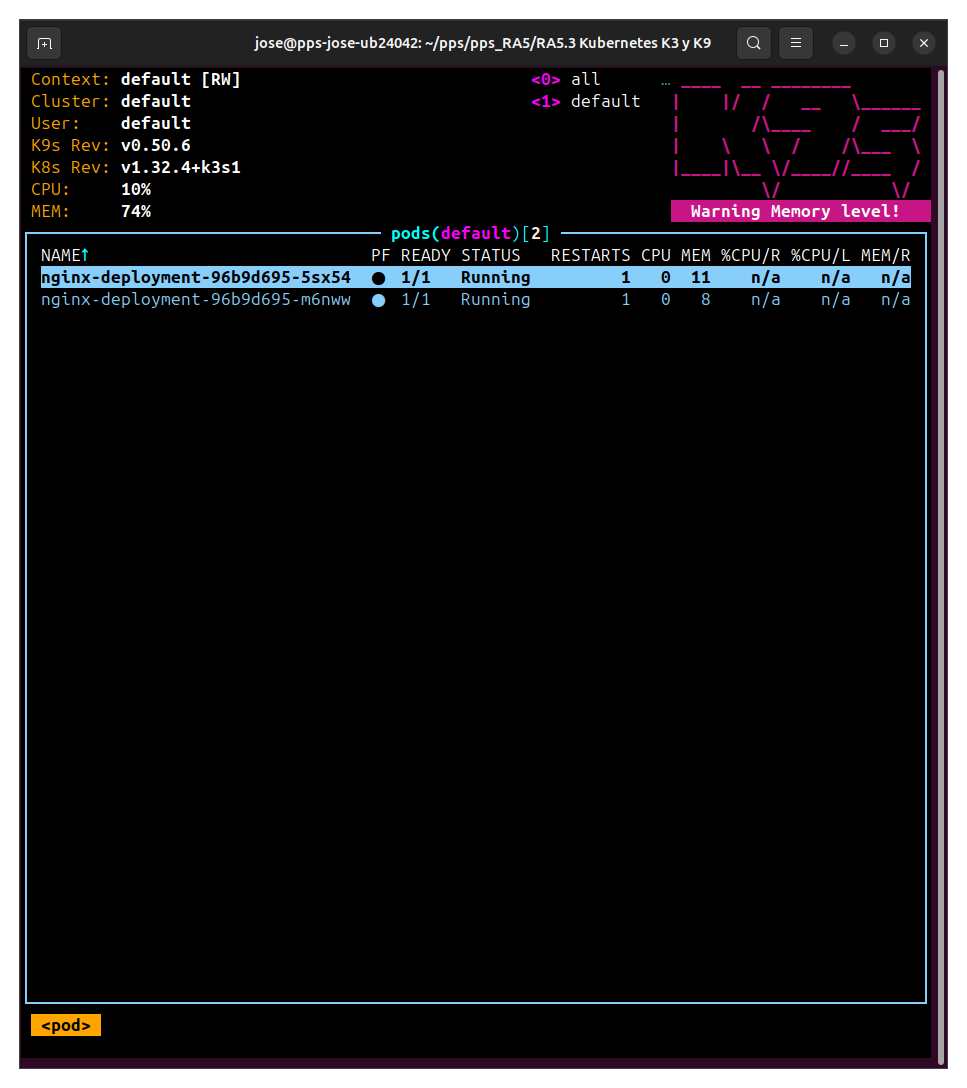 jose@pps-jose-ub24042: ~/pps/pps_RA5/RA5.3 Kubernetes K3 y K9
Context: default [RW] <0> all …
Cluster: default <1> default
User: default
K9s Rev: v0.50.6
K8s Rev: v1.32.4+k3s1
CPU: 10%
MEM: 74%
K9s
Warning Memory level!
pods(default)[2]
NAME↑ PF READY STATUS RESTARTS CPU MEM %CPU/R %CPU/L MEM/R
nginx-deployment-96b9d695-5sx54 ● 1/1 Running 1 0 11 n/a n/a n/a
nginx-deployment-96b9d695-m6nww ● 1/1 Running 1 0 8 n/a n/a n/a
<pod>